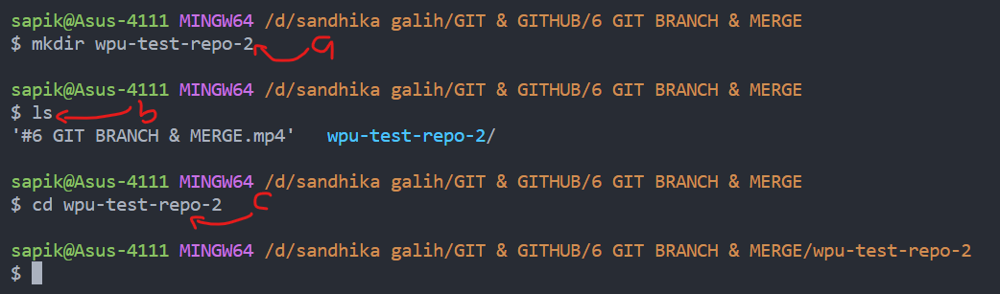 sapik@Asus-4111 MINGW64 /d/sandhika galih/GIT & GITHUB/6 GIT BRANCH & MERGE
$ mkdir wpu-test-repo-2 a
sapik@Asus-4111 MINGW64 /d/sandhika galih/GIT & GITHUB/6 GIT BRANCH & MERGE
$ ls b
'#6 GIT BRANCH & MERGE.mp4' wpu-test-repo-2/
sapik@Asus-4111 MINGW64 /d/sandhika galih/GIT & GITHUB/6 GIT BRANCH & MERGE
$ cd wpu-test-repo-2 c
sapik@Asus-4111 MINGW64 /d/sandhika galih/GIT & GITHUB/6 GIT BRANCH & MERGE/wpu-test-repo-2
$